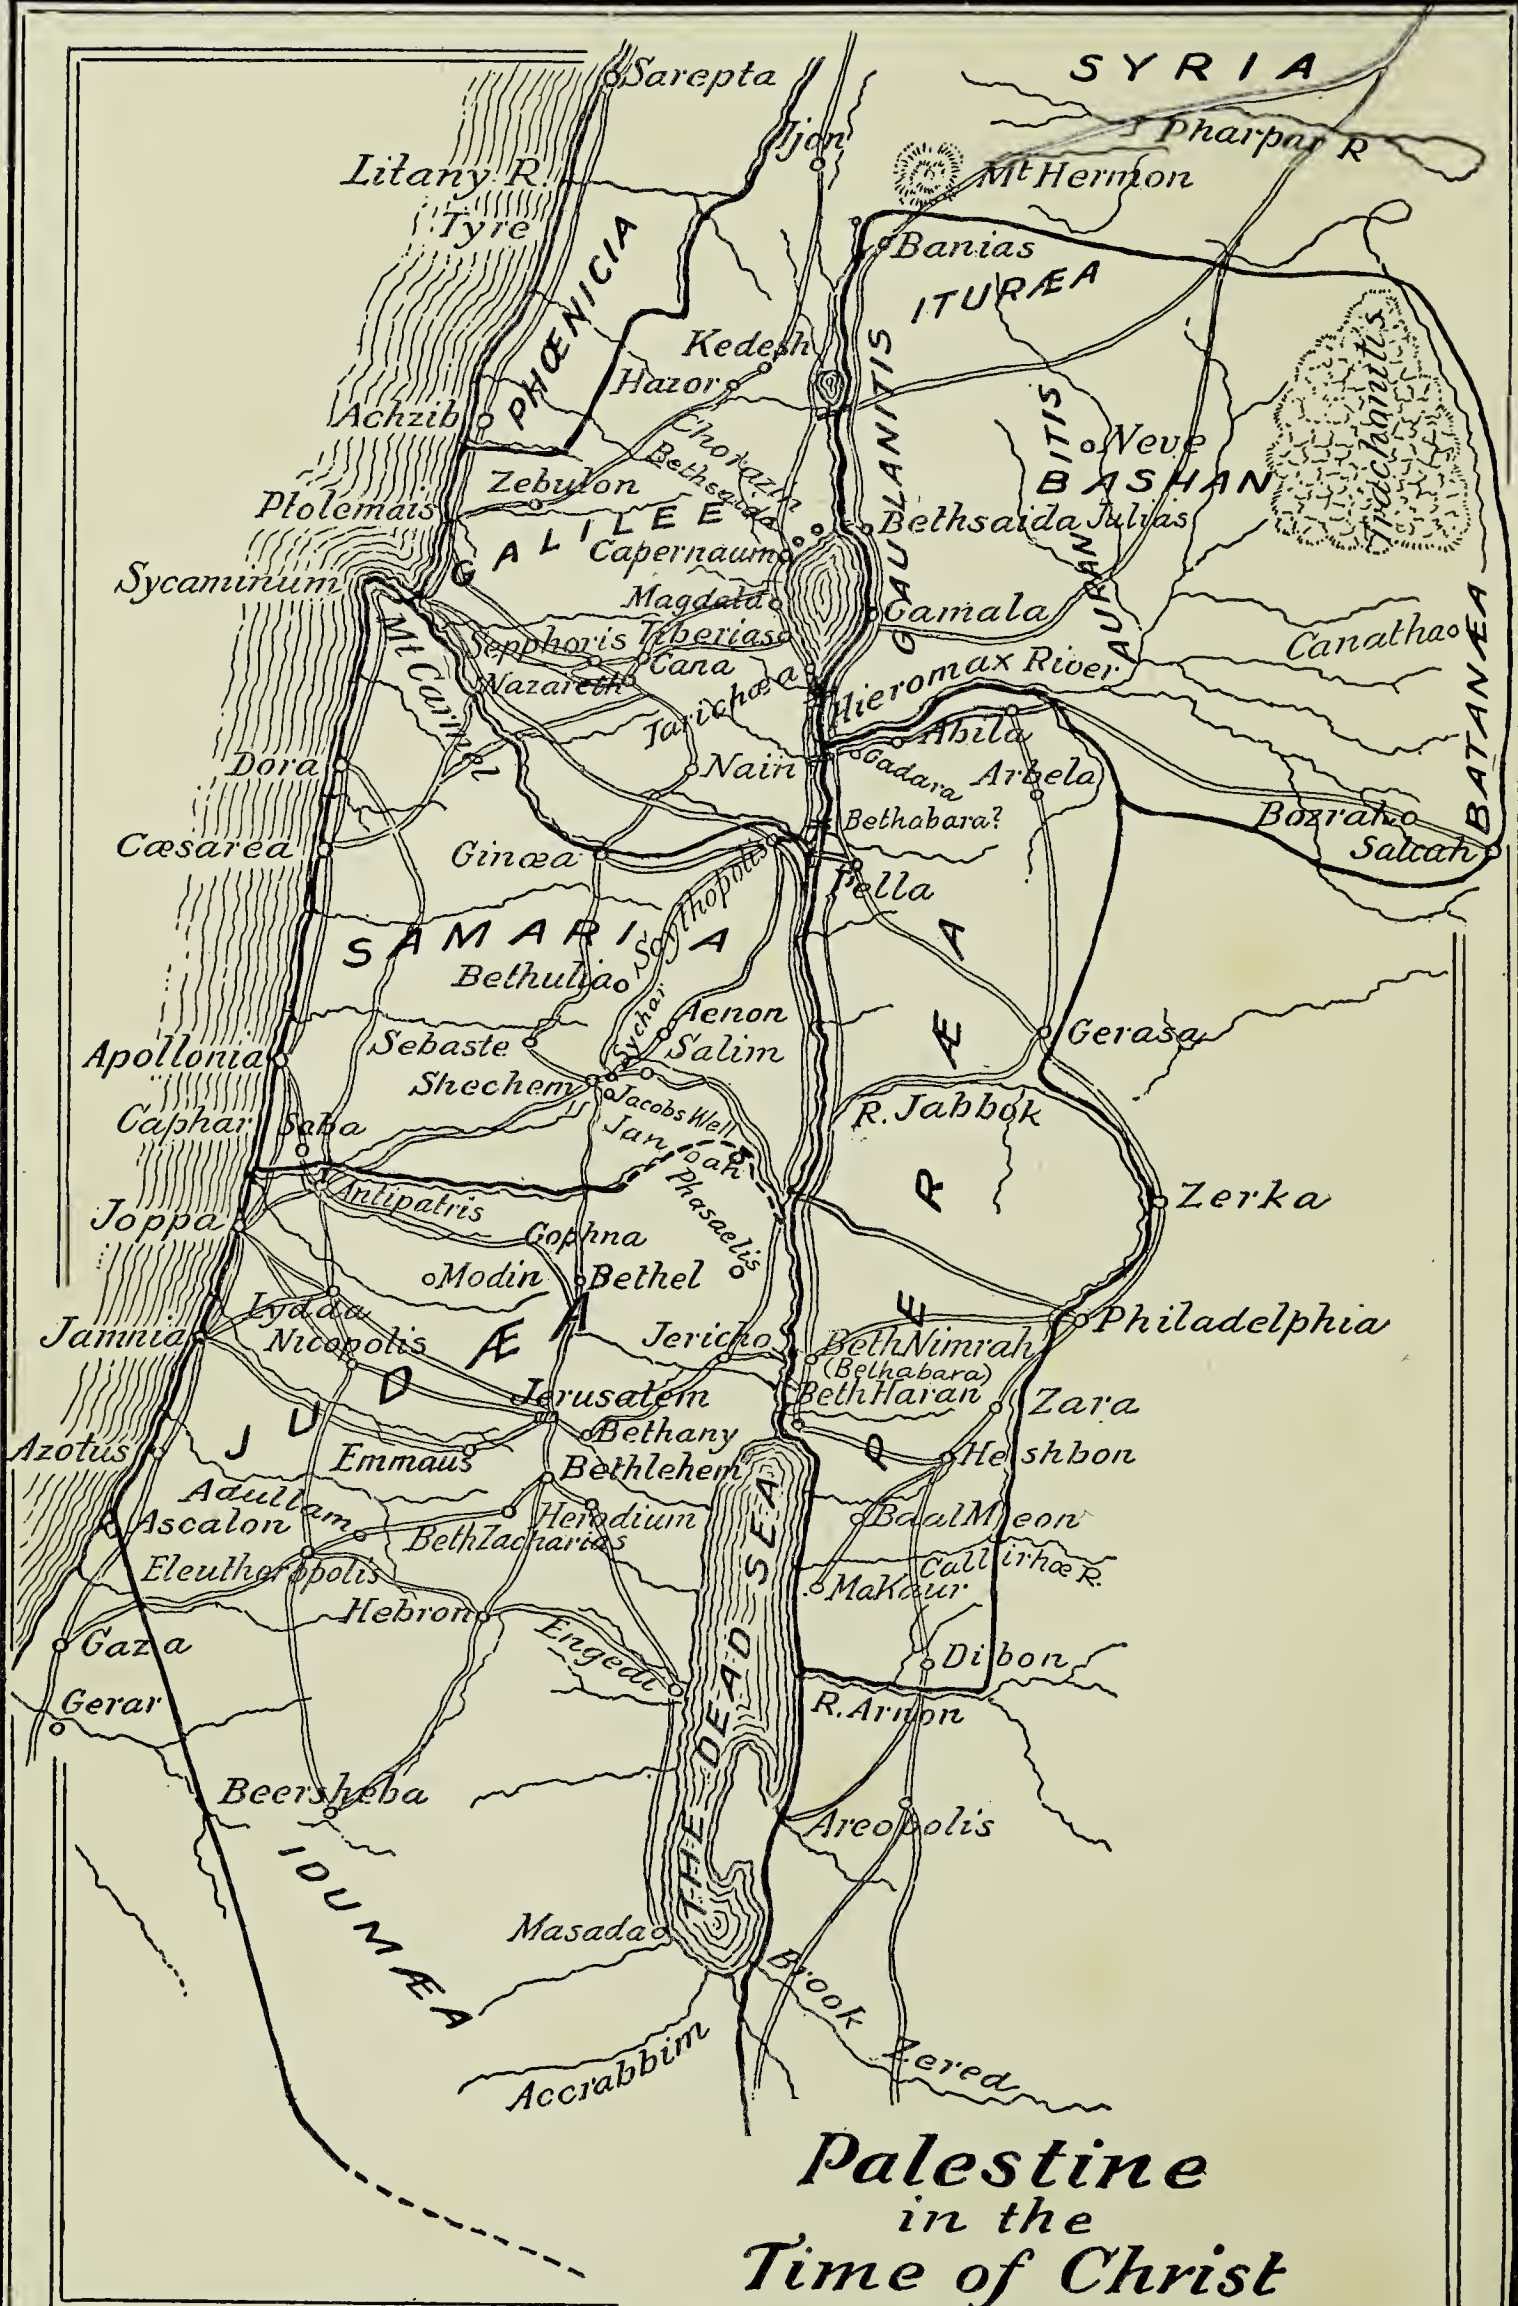 SYRIA
Sarepta
Ijon
Pharpar R
Litany R.
Mt Hermon
Tyre
Banias
PHŒNICIA
ITURÆA
Kedesh
Hazor
GAULANITIS
Trachanitis
Achzib
Chorazin
Bethsaida
AURAN BITIS
Neve
BASHAN
Zebulon
Ptolemais
GALILEE
Bethsaida Julias
Capernaum
Sycaminum
Magdala
Gamala
AURAN
Canatha
Sepphoris
Tiberias
Mt Carmel
Cana
Nazareth
Tarichœa
Hieromax River
BATANÆA
Abila
Dora
Nain
Gadara
Arbela
Bethabara?
Bozrah
Cæsarea
Ginœa
Salcah
Scythopolis
Pella
SAMARIA
Bethulia
Sychar
Aenon
Sebaste
Salim
Gerasa
Apollonia
Shechem
Jacobs Well
R. Jabbok
Caphar Saba
Janoah
Antipatris
Phasaelis
Zerka
Joppa
Gophna
PERÆA
Modin
Bethel
Lydda
Philadelphia
Jamnia
Nicopolis
JUDÆA
Jericho
Beth Nimrah
(Bethabara)
Beth Haran
Jerusalem
Zara
Bethany
Azotus
Emmaus
Heshbon
Bethlehem
Adullam
Ascalon
Herodium
Baal Meon
Beth Zacharias
Callirhœ R.
Eleutheropolis
Makaur
Hebron
Engedi
Gaza
Dibon
THE DEAD SEA
Gerar
R. Arnon
Beersheba
Areopolis
IDUMÆA
Masada
Brook Zered
Accrabbim
Palestine
in the
Time of Christ